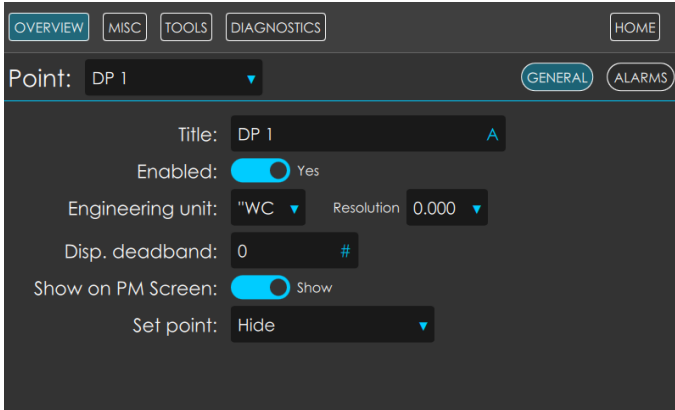 OVERVIEW MISC TOOLS DIAGNOSTICS HOME
Point: DP 1 GENERAL ALARMS
Title: DP 1 A
Enabled: Yes
Engineering unit: "WC Resolution 0.000
Disp. deadband: 0 #
Show on PM Screen: Show
Set point: Hide